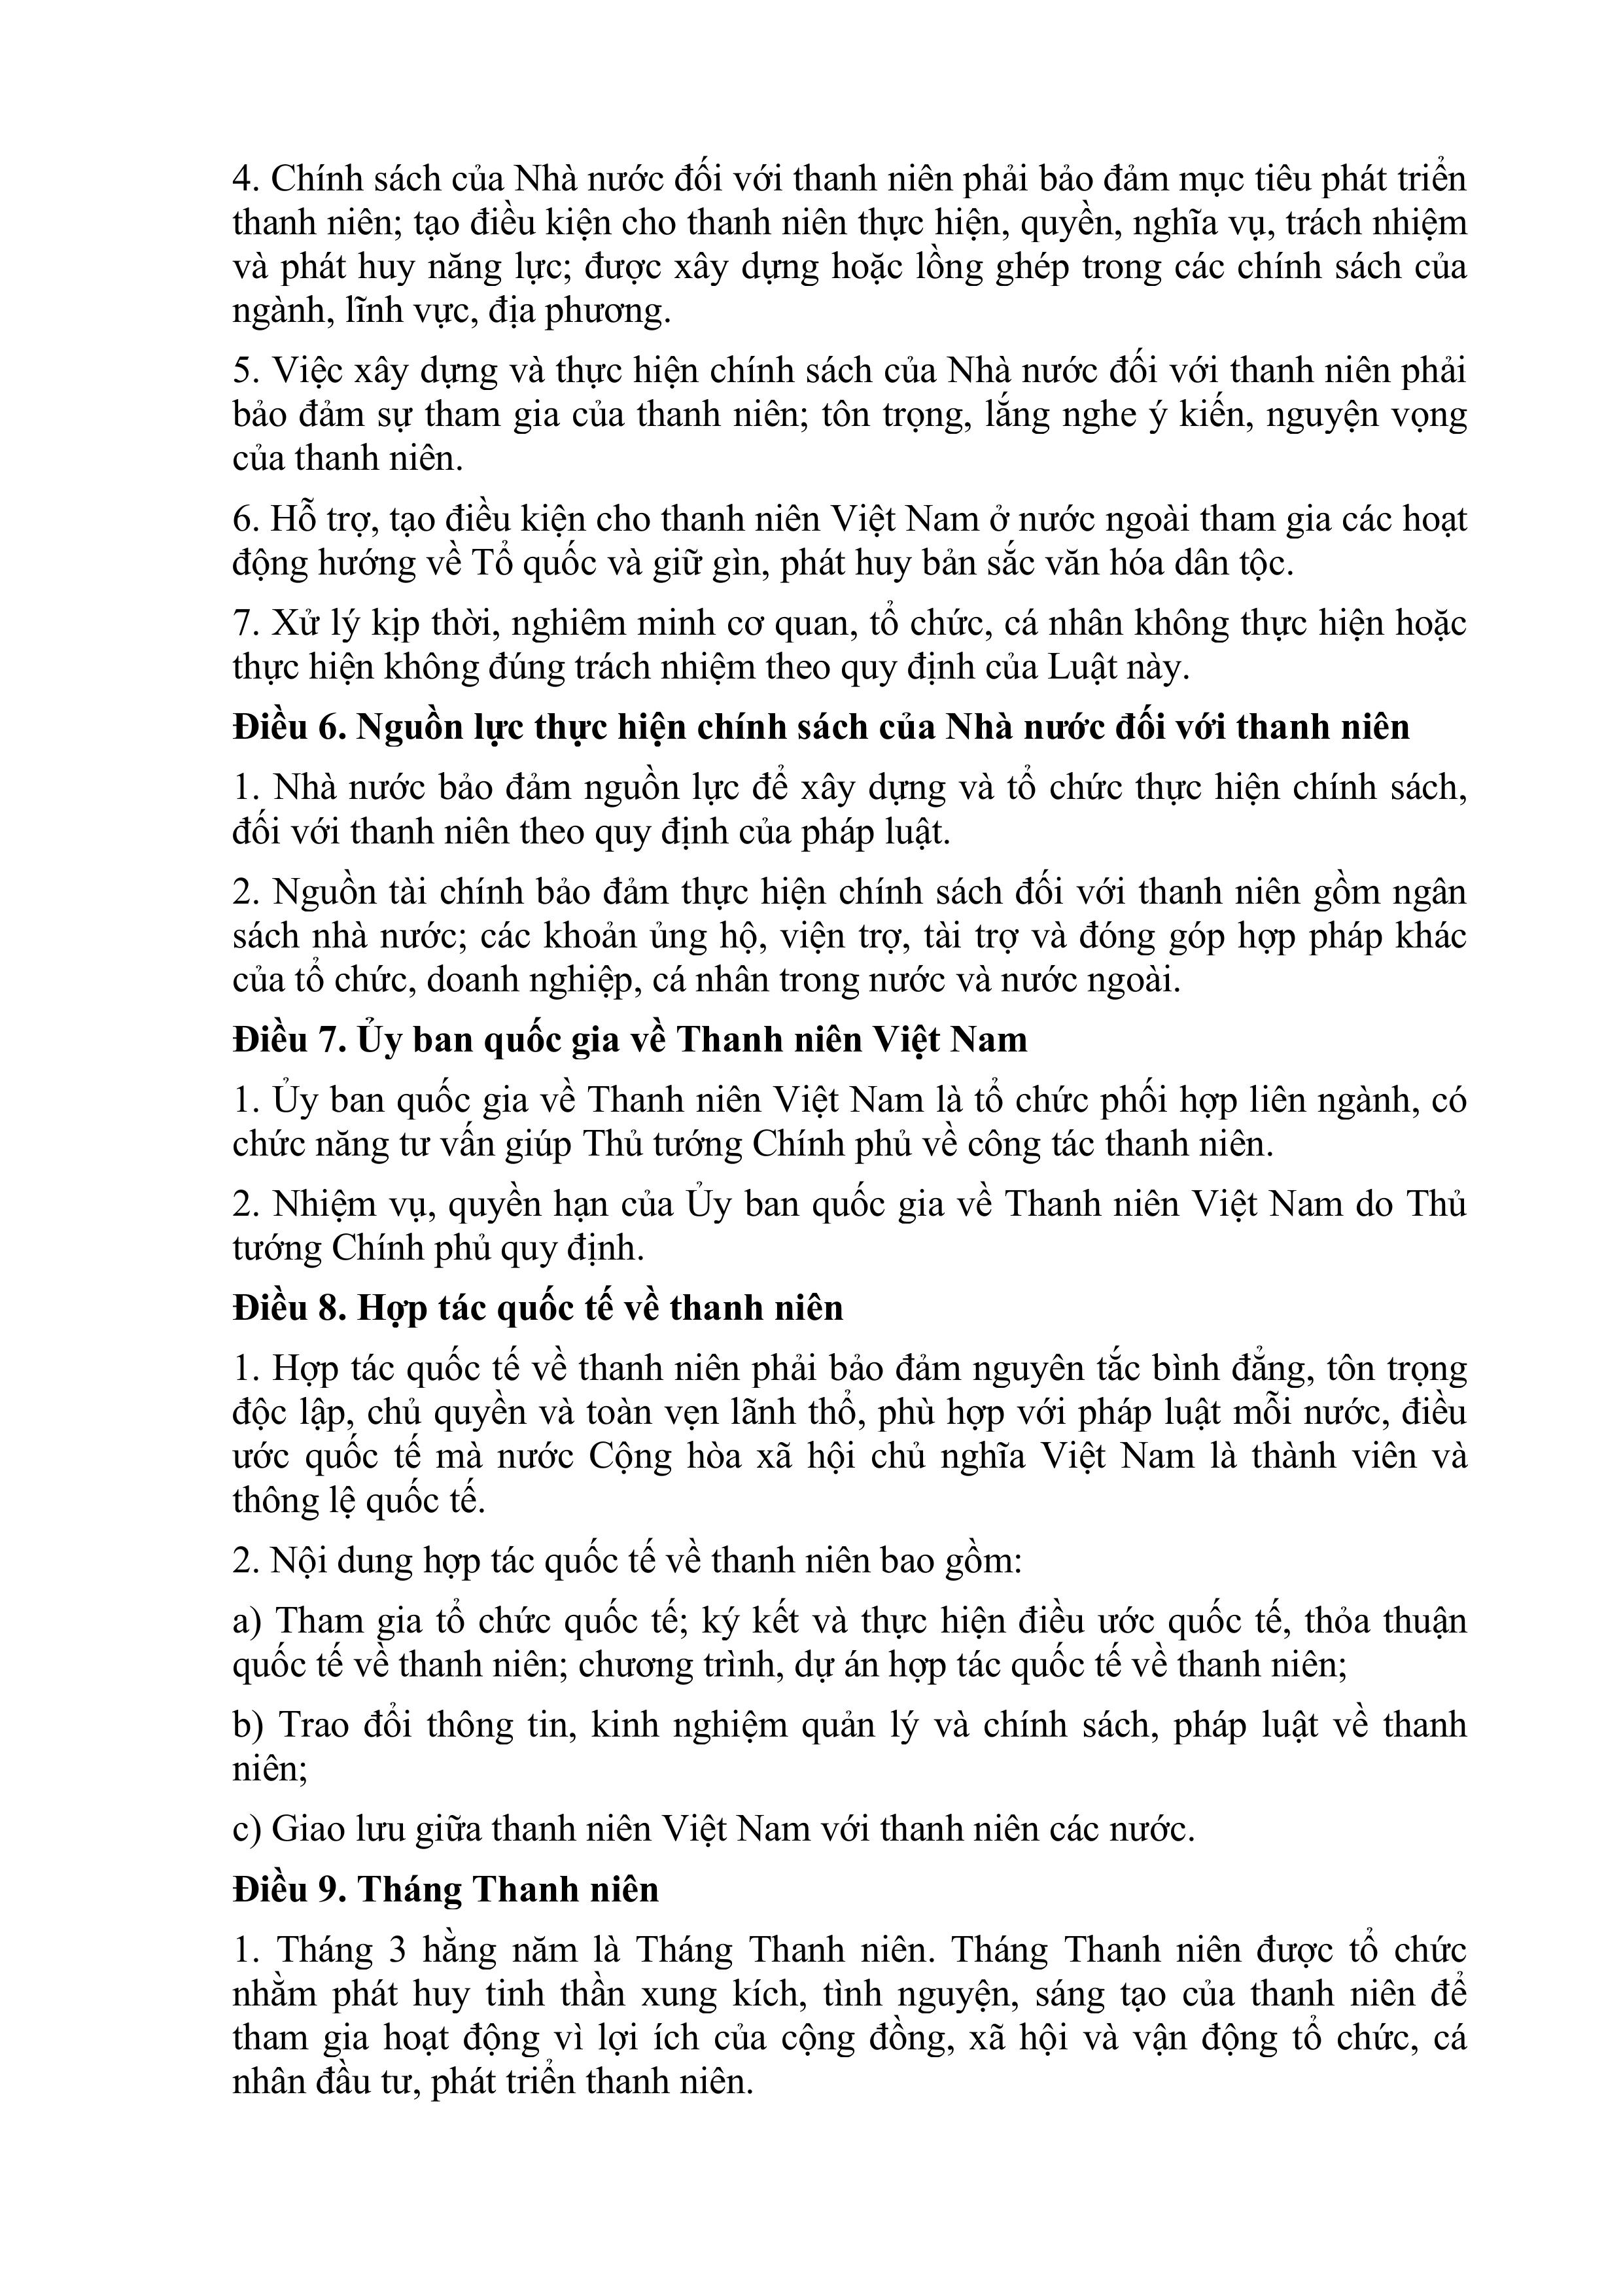 4. Chính sách của Nhà nước đối với thanh niên phải bảo đảm mục tiêu phát triển
thanh niên; tạo điều kiện cho thanh niên thực hiện, quyền, nghĩa vụ, trách nhiệm
và phát huy năng lực; được xây dựng hoặc lồng ghép trong các chính sách của
ngành, lĩnh vực, địa phương.
5. Việc xây dựng và thực hiện chính sách của Nhà nước đối với thanh niên phải
bảo đảm sự tham gia của thanh niên; tôn trọng, lắng nghe ý kiến, nguyện vọng
của thanh niên.
6. Hỗ trợ, tạo điều kiện cho thanh niên Việt Nam ở nước ngoài tham gia các hoạt
động hướng về Tổ quốc và giữ gìn, phát huy bản sắc văn hóa dân tộc.
7. Xử lý kịp thời, nghiêm minh cơ quan, tổ chức, cá nhân không thực hiện hoặc
thực hiện không đúng trách nhiệm theo quy định của Luật này.
Điều 6. Nguồn lực thực hiện chính sách của Nhà nước đối với thanh niên
1. Nhà nước bảo đảm nguồn lực để xây dựng và tổ chức thực hiện chính sách,
đối với thanh niên theo quy định của pháp luật.
2. Nguồn tài chính bảo đảm thực hiện chính sách đối với thanh niên gồm ngân
sách nhà nước; các khoản ủng hộ, viện trợ, tài trợ và đóng góp hợp pháp khác
của tổ chức, doanh nghiệp, cá nhân trong nước và nước ngoài.
Điều 7. Ủy ban quốc gia về Thanh niên Việt Nam
1. Ủy ban quốc gia về Thanh niên Việt Nam là tổ chức phối hợp liên ngành, có
chức năng tư vấn giúp Thủ tướng Chính phủ về công tác thanh niên.
2. Nhiệm vụ, quyền hạn của Ủy ban quốc gia về Thanh niên Việt Nam do Thủ
tướng Chính phủ quy định.
Điều 8. Hợp tác quốc tế về thanh niên
1. Hợp tác quốc tế về thanh niên phải bảo đảm nguyên tắc bình đẳng, tôn trọng
độc lập, chủ quyền và toàn vẹn lãnh thổ, phù hợp với pháp luật mỗi nước, điều
ước quốc tế mà nước Cộng hòa xã hội chủ nghĩa Việt Nam là thành viên và
thông lệ quốc tế.
2. Nội dung hợp tác quốc tế về thanh niên bao gồm:
a) Tham gia tổ chức quốc tế; ký kết và thực hiện điều ước quốc tế, thỏa thuận
quốc tế về thanh niên; chương trình, dự án hợp tác quốc tế về thanh niên;
b) Trao đổi thông tin, kinh nghiệm quản lý và chính sách, pháp luật về thanh
niên;
c) Giao lưu giữa thanh niên Việt Nam với thanh niên các nước.
Điều 9. Tháng Thanh niên
1. Tháng 3 hằng năm là Tháng Thanh niên. Tháng Thanh niên được tổ chức
nhằm phát huy tinh thần xung kích, tình nguyện, sáng tạo của thanh niên để
tham gia hoạt động vì lợi ích của cộng đồng, xã hội và vận động tổ chức, cá
nhân đầu tư, phát triển thanh niên.